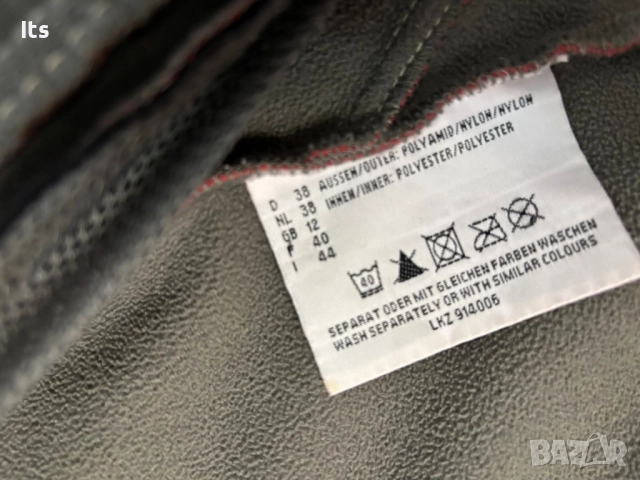 Its
D 38 AUSSEN/OUTER: POLYAMID/NYLON/NYLON
NL 38 INNEN/INNER: POLYESTER/POLYESTER
GB 12
F 40
I 44
40
SEPARAT ODER MIT GLEICHEN FARBEN WASCHEN
WASH SEPARATELY OR WITH SIMILAR COLOURS
LKZ 914006
BAZAR